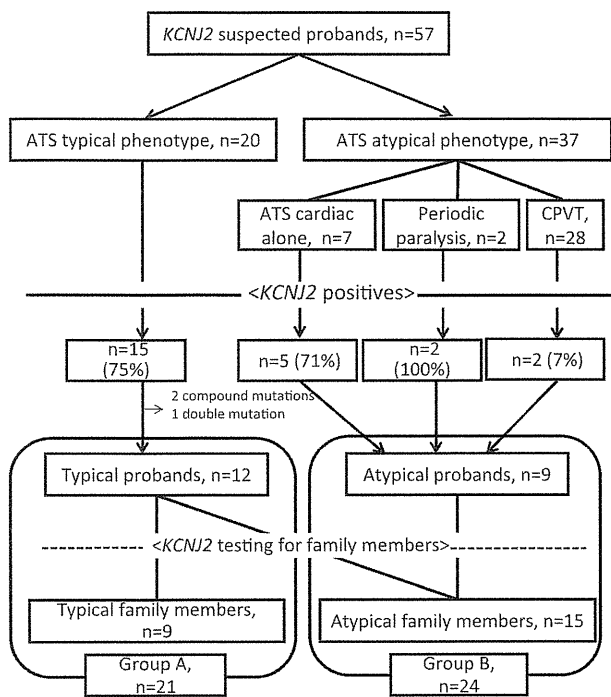 KCNJ2 suspected probands, n=57
ATS typical phenotype, n=20
ATS atypical phenotype, n=37
ATS cardiac
alone, n=7
Periodic
paralysis, n=2
CPVT,
n=28
<KCNJ2 positives>
n=15
(75%)
n=5 (71%)
n=2
(100%)
n=2 (7%)
2 compound mutations
1 double mutation
Typical probands, n=12
Atypical probands, n=9
<KCNJ2 testing for family members>
Typical family members,
n=9
Atypical family members, n=15
Group A,
n=21
Group B,
n=24